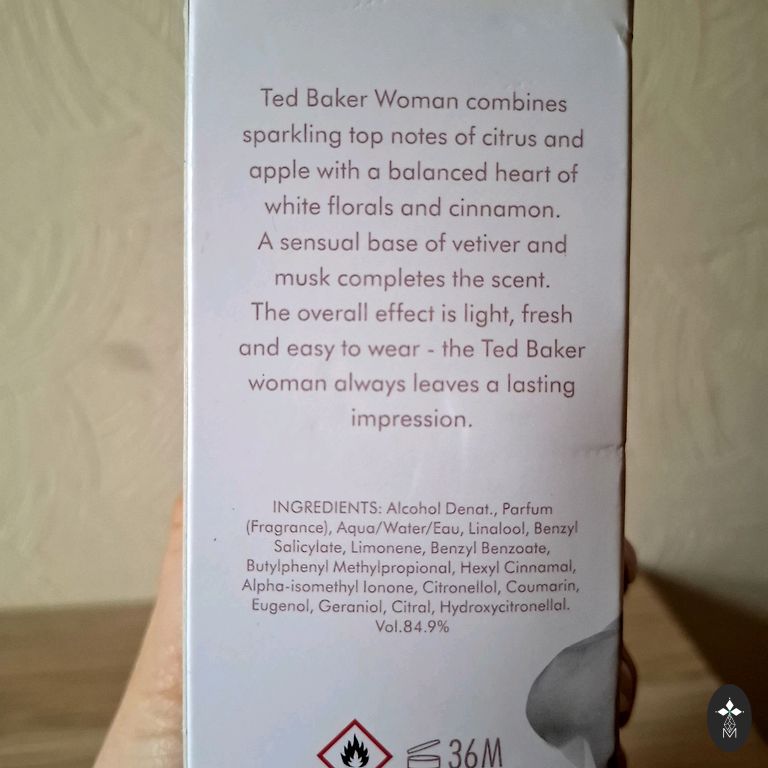 Ted Baker Woman combines
sparkling top notes of citrus and
apple with a balanced heart of
white florals and cinnamon.
A sensual base of vetiver and
musk completes the scent.
The overall effect is light, fresh
and easy to wear - the Ted Baker
woman always leaves a lasting
impression.
INGREDIENTS: Alcohol Denat., Parfum
(Fragrance), Aqua/Water/Eau, Linalool, Benzyl
Salicylate, Limonene, Benzyl Benzoate,
Butylphenyl Methylpropional, Hexyl Cinnamal,
Alpha-isomethyl Ionone, Citronellol, Coumarin,
Eugenol, Geraniol, Citral, Hydroxycitronellal.
Vol.84.9%
36M
M